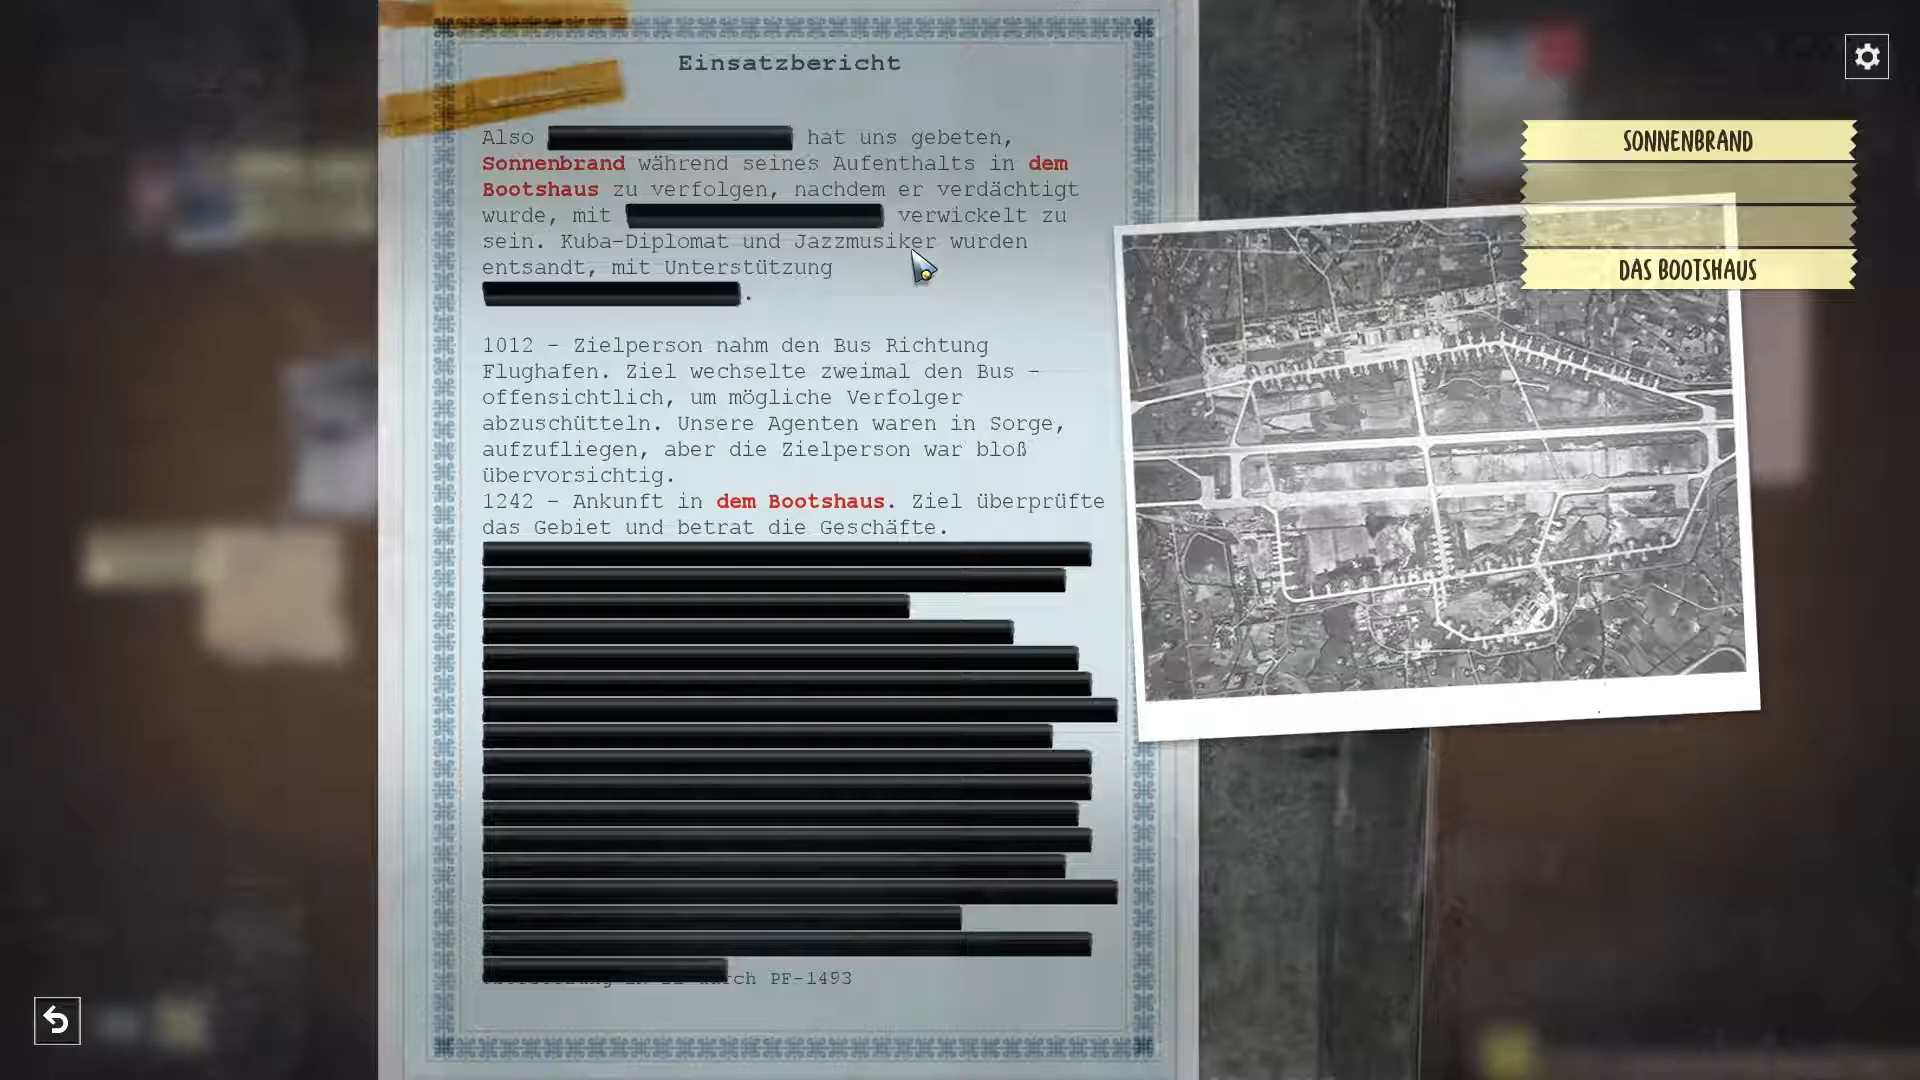 Einsatzbericht
Also hat uns gebeten,
Sonnenbrand während seines Aufenthalts in dem
Bootshaus zu verfolgen, nachdem er verdächtigt
wurde, mit verwickelt zu
sein. Kuba-Diplomat und Jazzmusiker wurden
entsandt, mit Unterstützung
.
1012 - Zielperson nahm den Bus Richtung
Flughafen. Ziel wechselte zweimal den Bus -
offensichtlich, um mögliche Verfolger
abzuschütteln. Unsere Agenten waren in Sorge,
aufzufliegen, aber die Zielperson war bloß
übervorsichtig.
1242 - Ankunft in dem Bootshaus. Ziel überprüfte
das Gebiet und betrat die Geschäfte.
PF-1493
SONNENBRAND
DAS BOOTSHAUS